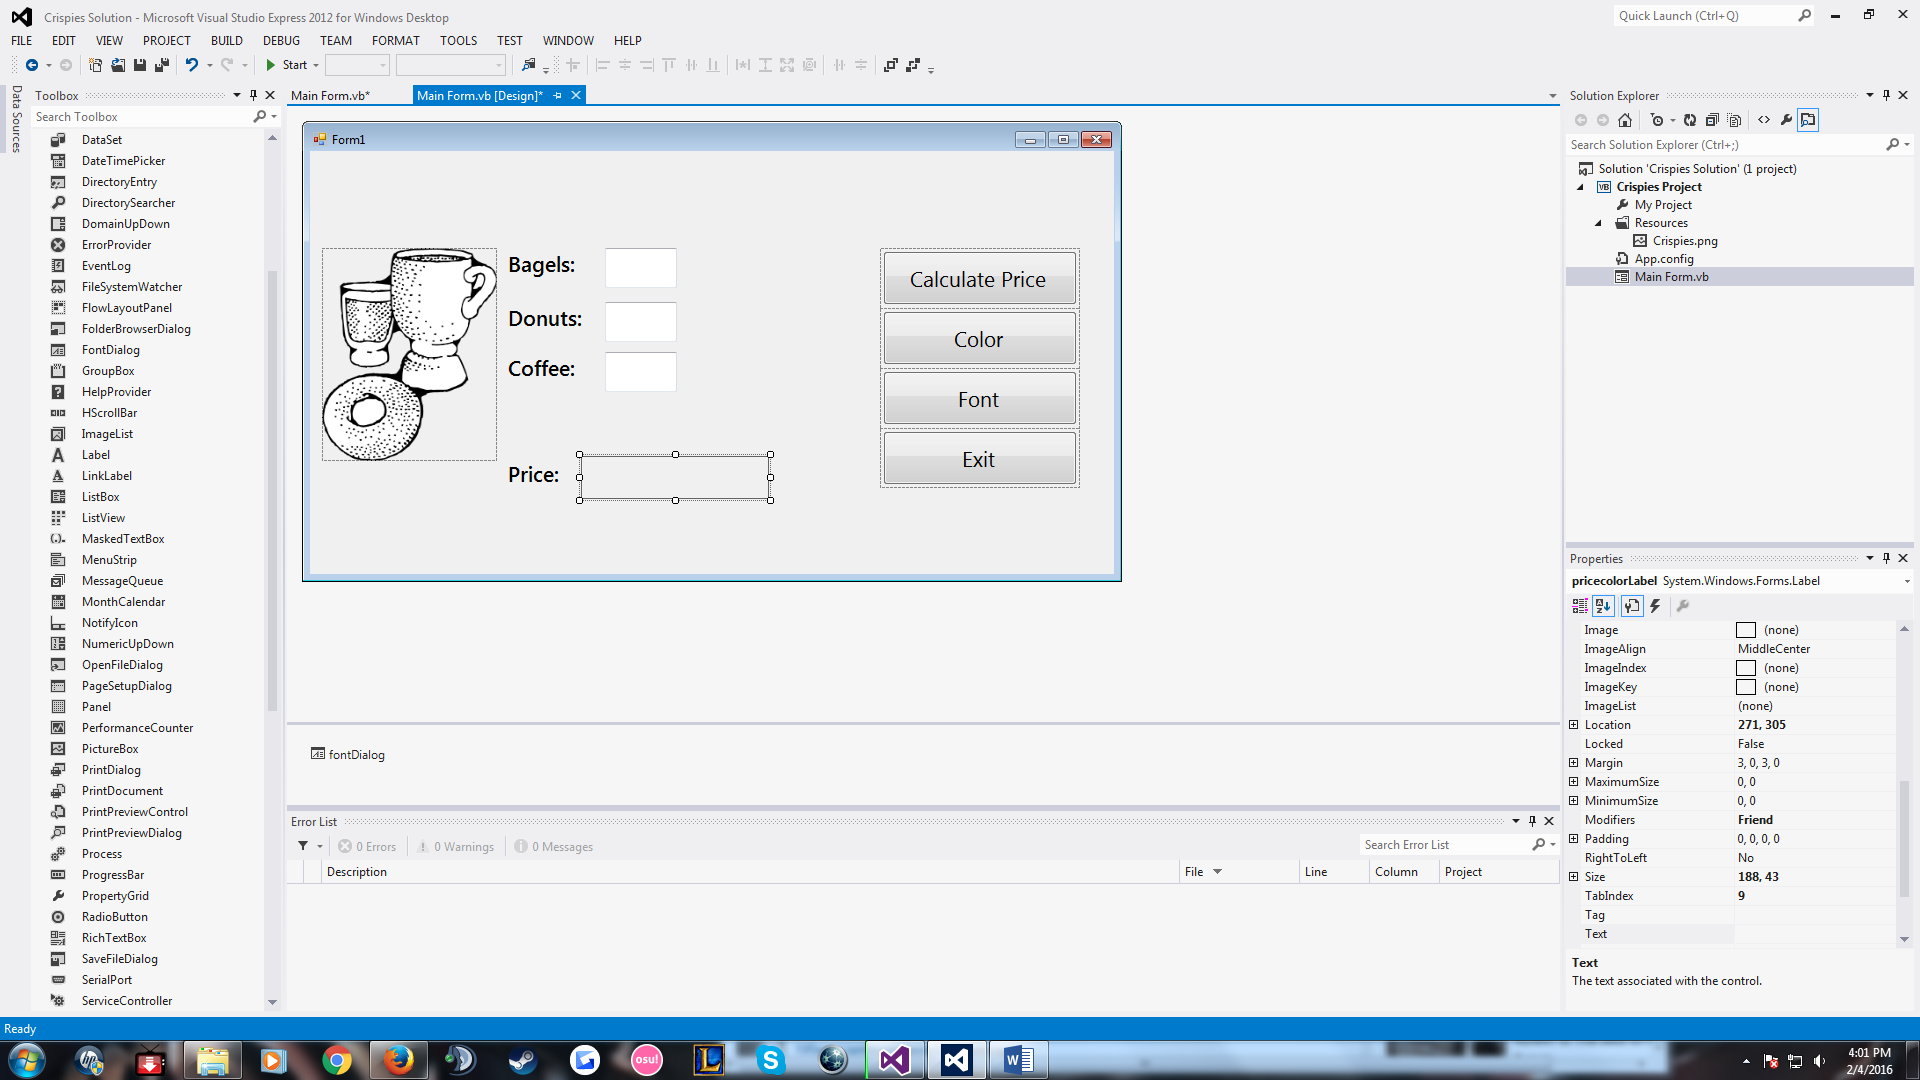 Crispies Solution - Microsoft Visual Studio Express 2012 for Windows Desktop
Quick Launch (Ctrl+Q)
FILE EDIT VIEW PROJECT BUILD DEBUG TEAM FORMAT TOOLS TEST WINDOW HELP
Start
Data Sources
Toolbox
Search Toolbox
DataSet
DateTimePicker
DirectoryEntry
DirectorySearcher
DomainUpDown
ErrorProvider
EventLog
FileSystemWatcher
FlowLayoutPanel
FolderBrowserDialog
FontDialog
GroupBox
HelpProvider
HScrollBar
ImageList
Label
LinkLabel
ListBox
ListView
MaskedTextBox
MenuStrip
MessageQueue
MonthCalendar
NotifyIcon
NumericUpDown
OpenFileDialog
PageSetupDialog
Panel
PerformanceCounter
PictureBox
PrintDialog
PrintDocument
PrintPreviewControl
PrintPreviewDialog
Process
ProgressBar
PropertyGrid
RadioButton
RichTextBox
SaveFileDialog
SerialPort
ServiceController
Main Form.vb*
Main Form.vb [Design]*
Form1
Bagels:
Donuts:
Coffee:
Price:
Calculate Price
Color
Font
Exit
fontDialog
Error List
0 Errors
0 Warnings
0 Messages
Search Error List
Description File Line Column Project
Solution Explorer
Search Solution Explorer (Ctrl+;)
Solution 'Crispies Solution' (1 project)
VB Crispies Project
My Project
Resources
Crispies.png
App.config
Main Form.vb
Properties
pricecolorLabel System.Windows.Forms.Label
Image (none)
ImageAlign MiddleCenter
ImageIndex (none)
ImageKey (none)
ImageList (none)
Location 271, 305
Locked False
Margin 3, 0, 3, 0
MaximumSize 0, 0
MinimumSize 0, 0
Modifiers Friend
Padding 0, 0, 0, 0
RightToLeft No
Size 188, 43
TabIndex 9
Tag
Text
Text
The text associated with the control.
Ready
hp
osu!
L
S
W
4:01 PM
2/4/2016